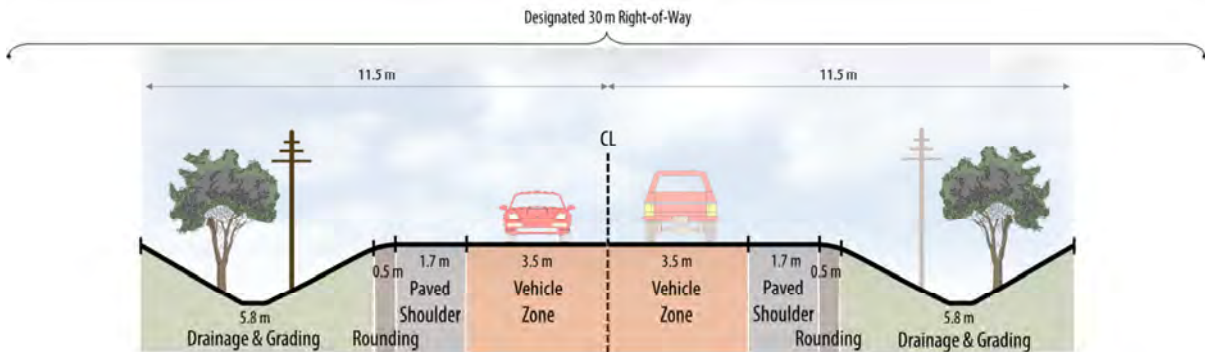 Designated 30 m Right-of-Way
11.5 m
11.5 m
CL
5.8 m
Drainage & Grading
0.5 m
Rounding
1.7 m
Paved
Shoulder
3.5 m
Vehicle
Zone
3.5 m
Vehicle
Zone
1.7 m
Paved
Shoulder
0.5 m
Rounding
5.8 m
Drainage & Grading